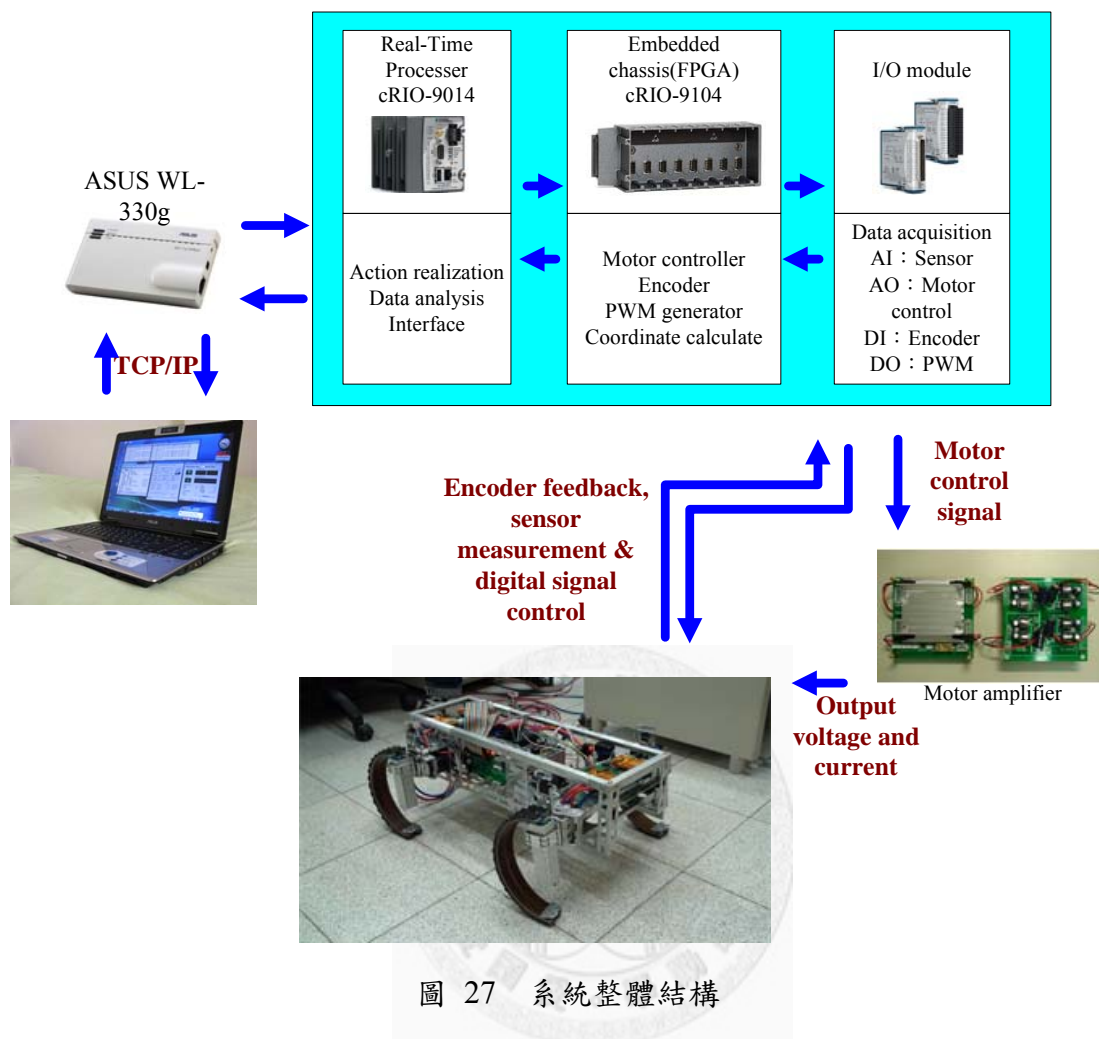 Real-Time
Processer
cRIO-9014
Embedded
chassis(FPGA)
cRIO-9104
I/O module
ASUS WL-
330g
Action realization
Data analysis
Interface
Motor controller
Encoder
PWM generator
Coordinate calculate
Data acquisition
AI：Sensor
AO：Motor
control
DI：Encoder
DO：PWM
TCP/IP
Encoder feedback,
sensor
measurement &
digital signal
control
Motor
control
signal
Motor amplifier
Output
voltage and
current
圖 27 系統整體結構